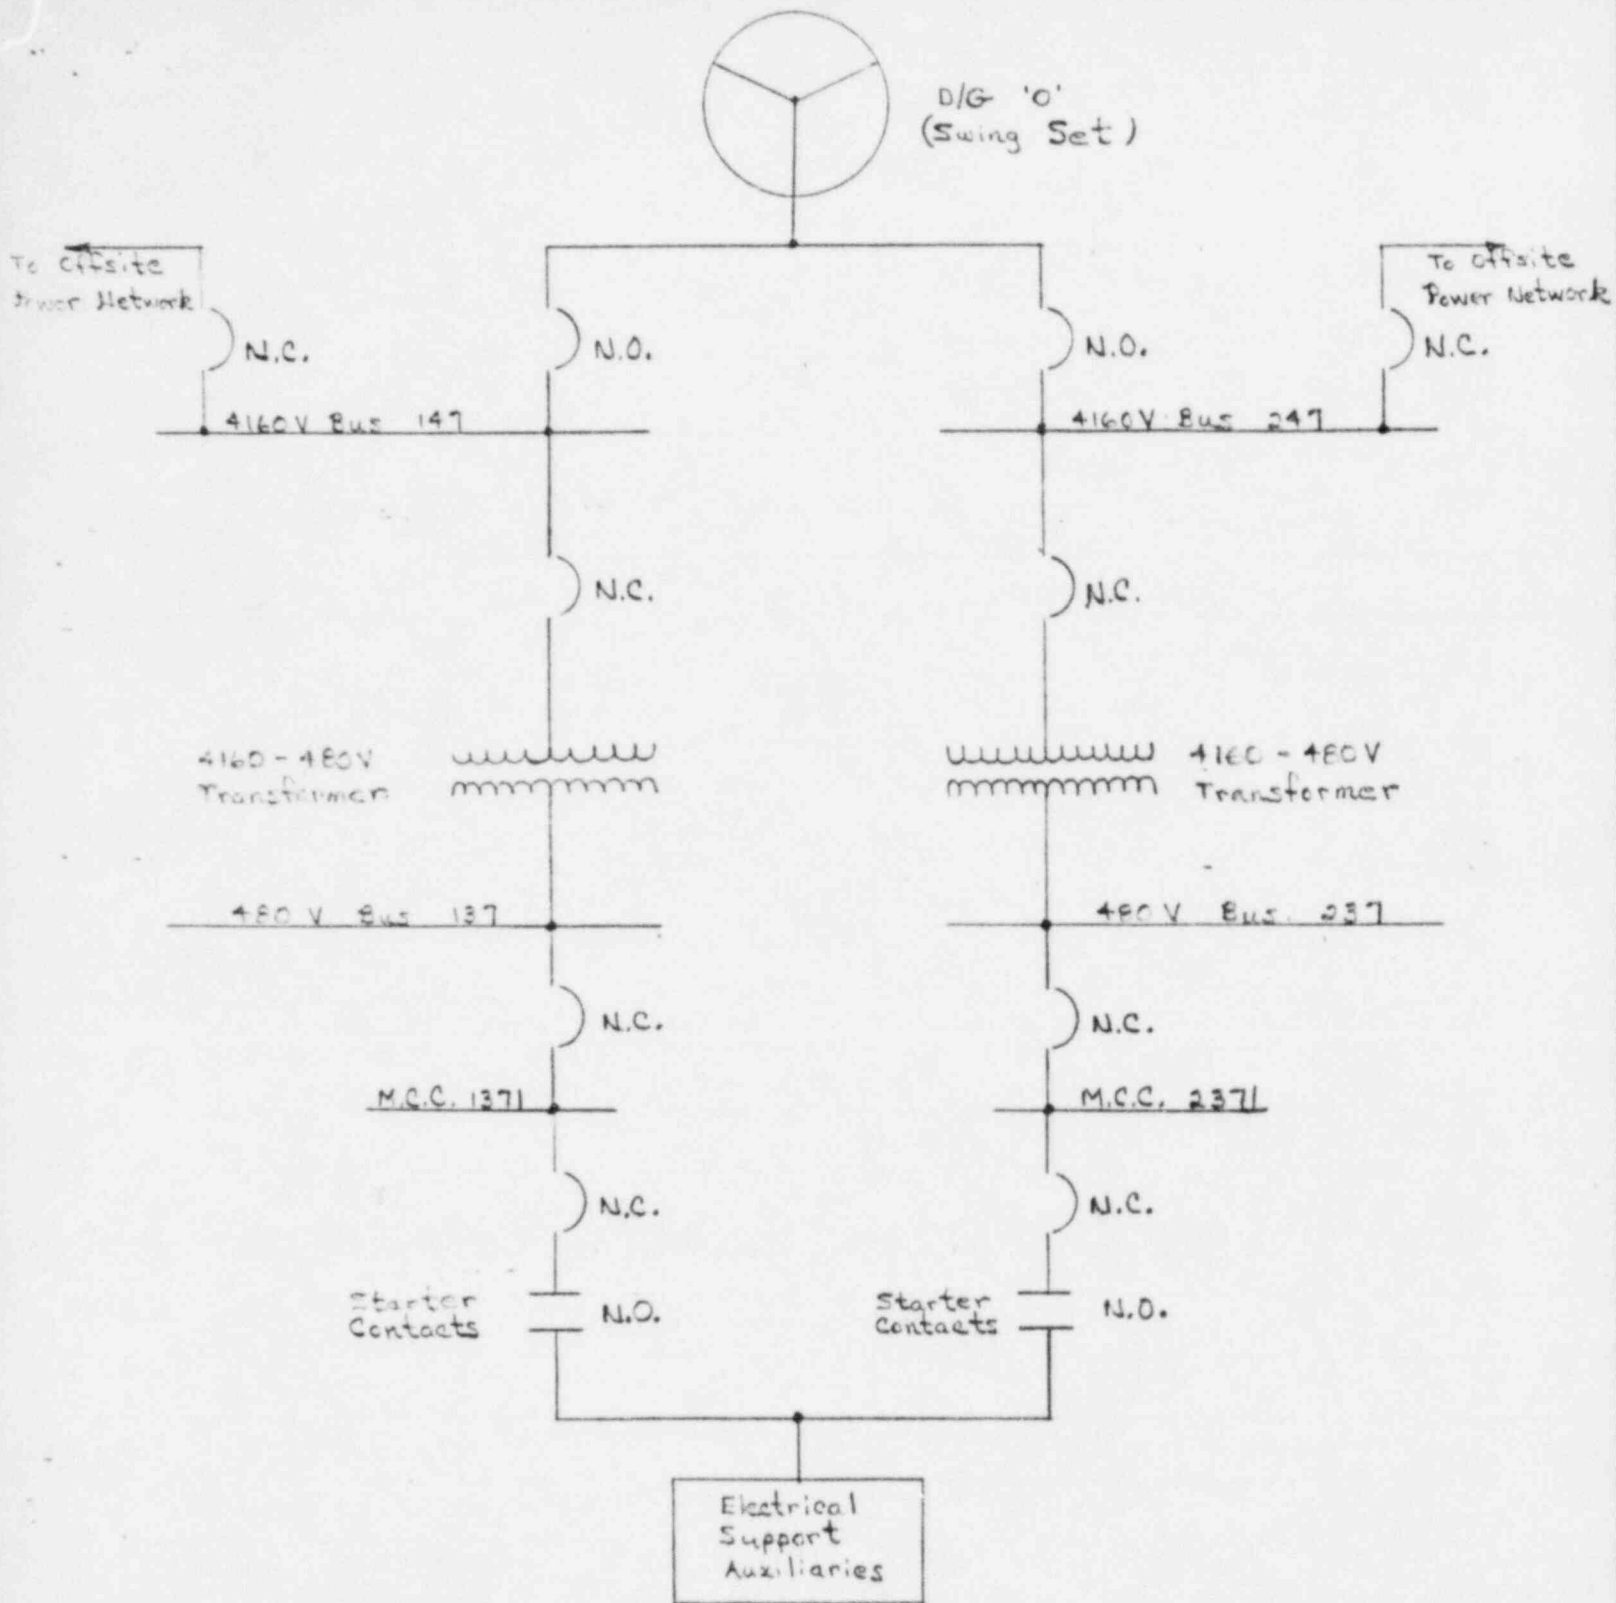 D/G 'O'
(Swing Set)
To Offsite
Power Network
To Offsite
Power Network
N.C.
N.O.
N.O.
N.C.
4160V Bus 147
4160V Bus 247
N.C.
N.C.
4160-480V
Transformer
4160-480V
Transformer
480 V Bus 137
480 V Bus 237
N.C.
N.C.
M.C.C. 1371
M.C.C. 2371
N.C.
N.C.
Starter
Contacts
N.O.
Starter
Contacts
N.O.
Electrical
Support
Auxiliaries